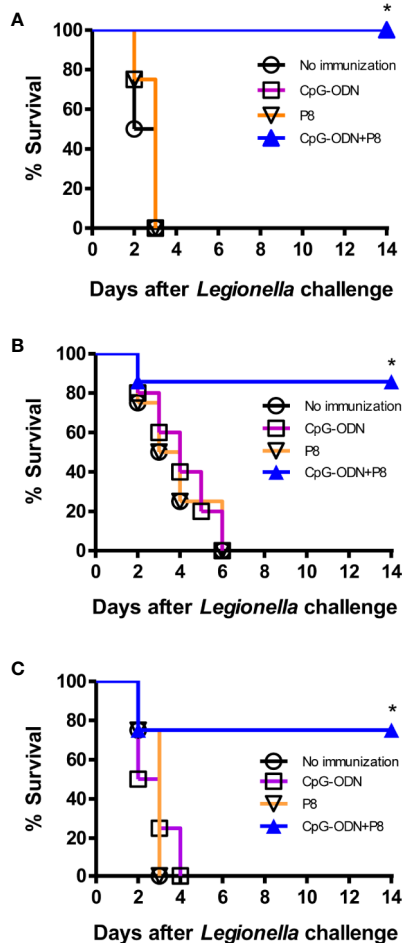 A
*
100
80
60
40
20
0
% Survival
No immunization
CpG-ODN
P8
CpG-ODN+P8
0 2 4 6 8 10 12 14
Days after Legionella challenge
B
*
100
80
60
40
20
0
% Survival
No immunization
CpG-ODN
P8
CpG-ODN+P8
0 2 4 6 8 10 12 14
Days after Legionella challenge
C
*
100
80
60
40
20
0
% Survival
No immunization
CpG-ODN
P8
CpG-ODN+P8
0 2 4 6 8 10 12 14
Days after Legionella challenge